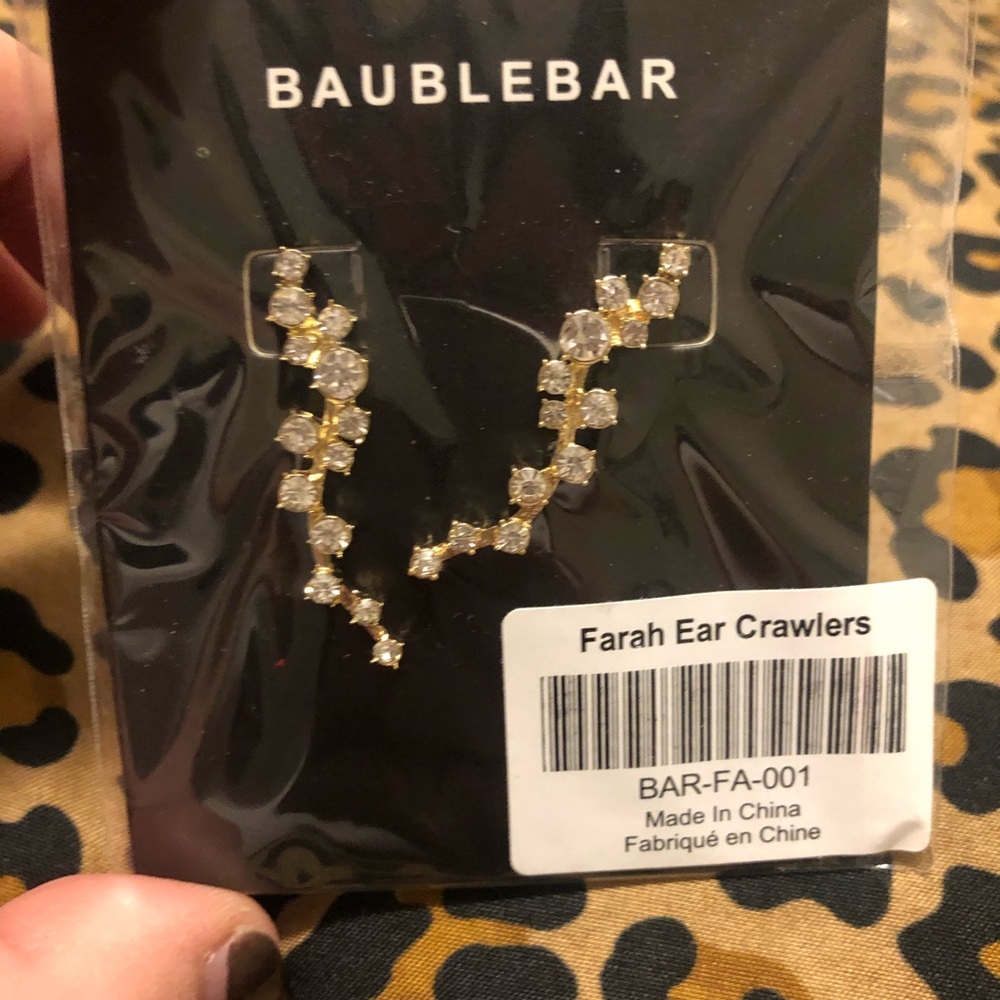 BAUBLEBAR
Farah Ear Crawlers
BAR-FA-001
Made In China
Fabriqué en Chine